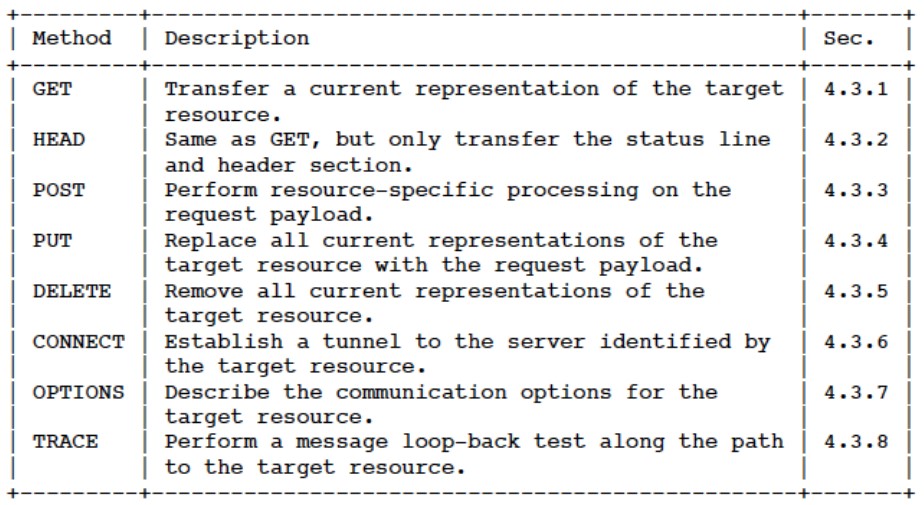 +---------+-------------------------------------------------+-------+
| Method  | Description                                     | Sec.  |
+---------+-------------------------------------------------+-------+
| GET     | Transfer a current representation of the target | 4.3.1 |
|         | resource.                                       |       |
| HEAD    | Same as GET, but only transfer the status line  | 4.3.2 |
|         | and header section.                             |       |
| POST    | Perform resource-specific processing on the     | 4.3.3 |
|         | request payload.                                |       |
| PUT     | Replace all current representations of the      | 4.3.4 |
|         | target resource with the request payload.       |       |
| DELETE  | Remove all current representations of the       | 4.3.5 |
|         | target resource.                                |       |
| CONNECT | Establish a tunnel to the server identified by  | 4.3.6 |
|         | the target resource.                            |       |
| OPTIONS | Describe the communication options for the      | 4.3.7 |
|         | target resource.                                |       |
| TRACE   | Perform a message loop-back test along the path | 4.3.8 |
|         | to the target resource.                         |       |
+---------+-------------------------------------------------+-------+